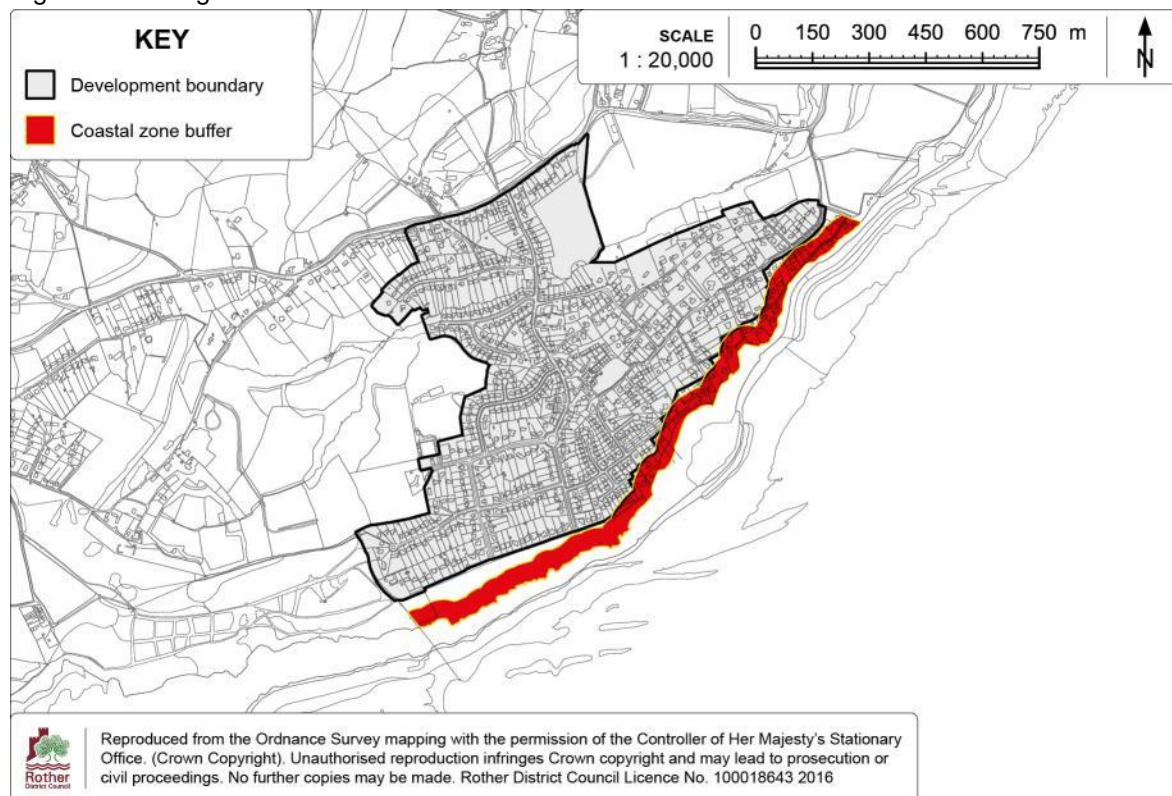 KEY
Development boundary
Coastal zone buffer
SCALE
1 : 20,000
0 150 300 450 600 750 m
N
Rother
District Council
Reproduced from the Ordnance Survey mapping with the permission of the Controller of Her Majesty's Stationary
Office. (Crown Copyright). Unauthorised reproduction infringes Crown copyright and may lead to prosecution or
civil proceedings. No further copies may be made. Rother District Council Licence No. 100018643 2016